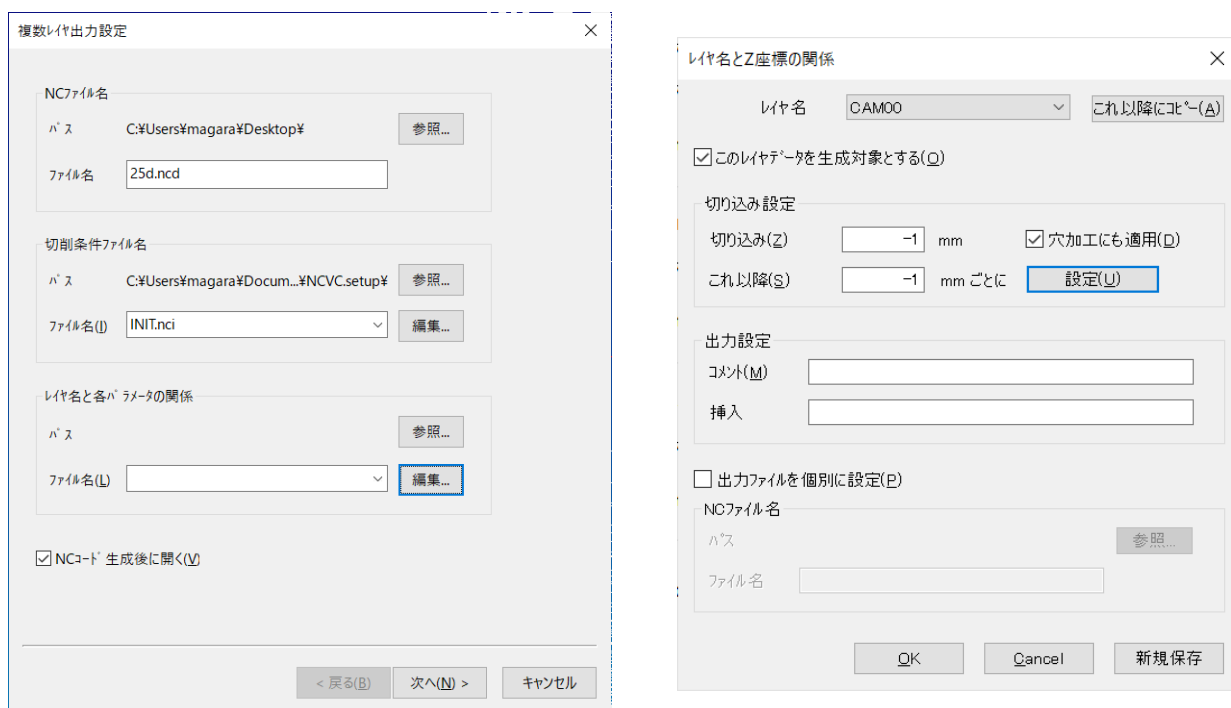 複数ﾚｲﾔ出力設定
NCﾌｧｲﾙ名
ﾊﾟｽ C:¥Users¥magara¥Desktop¥ 参照...
ﾌｧｲﾙ名 25d.ncd
切削条件ﾌｧｲﾙ名
ﾊﾟｽ C:¥Users¥magara¥Docum...¥NCVC.setup¥ 参照...
ﾌｧｲﾙ名(I) INIT.nci 編集...
ﾚｲﾔ名と各ﾊﾟﾗﾒｰﾀの関係
ﾊﾟｽ 参照...
ﾌｧｲﾙ名(L) 編集...
NCｺｰﾄﾞ生成後に開く(V)
< 戻る(B) 次へ(N) > キャンセル
ﾚｲﾔ名とZ座標の関係
ﾚｲﾔ名 CAM00 これ以降にｺﾋﾟｰ(A)
このﾚｲﾔﾃﾞｰﾀを生成対象とする(O)
切り込み設定
切り込み(Z) -1 mm 穴加工にも適用(D)
これ以降(S) -1 mm ごとに 設定(U)
出力設定
ｺﾒﾝﾄ(M)
挿入
出力ﾌｧｲﾙを個別に設定(P)
NCﾌｧｲﾙ名
ﾊﾟｽ 参照...
ﾌｧｲﾙ名
OK Cancel 新規保存